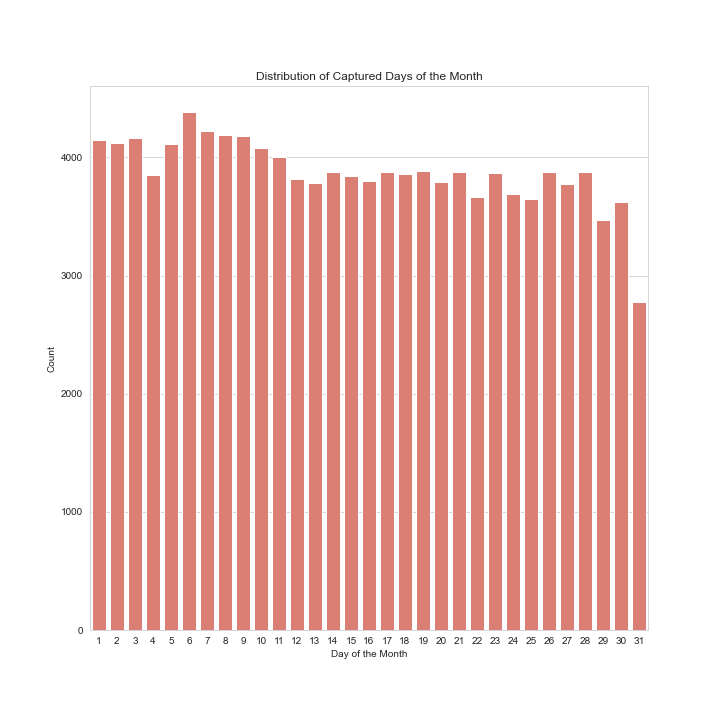 Distribution of Captured Days of the Month
4000
3000
2000
1000
0
Count
1 2 3 4 5 6 7 8 9 10 11 12 13 14 15 16 17 18 19 20 21 22 23 24 25 26 27 28 29 30 31
Day of the Month